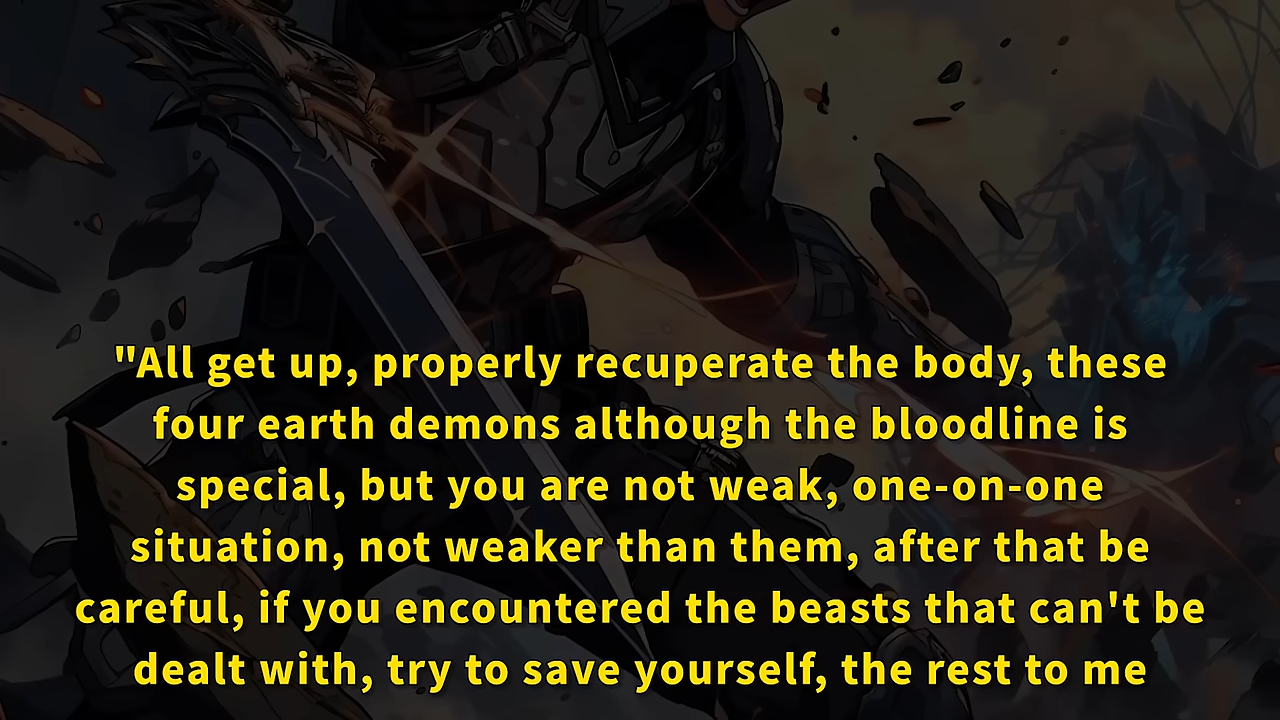 "All get up, properly recuperate the body, these
four earth demons although the bloodline is
special, but you are not weak, one-on-one
situation, not weaker than them, after that be
careful, if you encountered the beasts that can't be
dealt with, try to save yourself, the rest to me